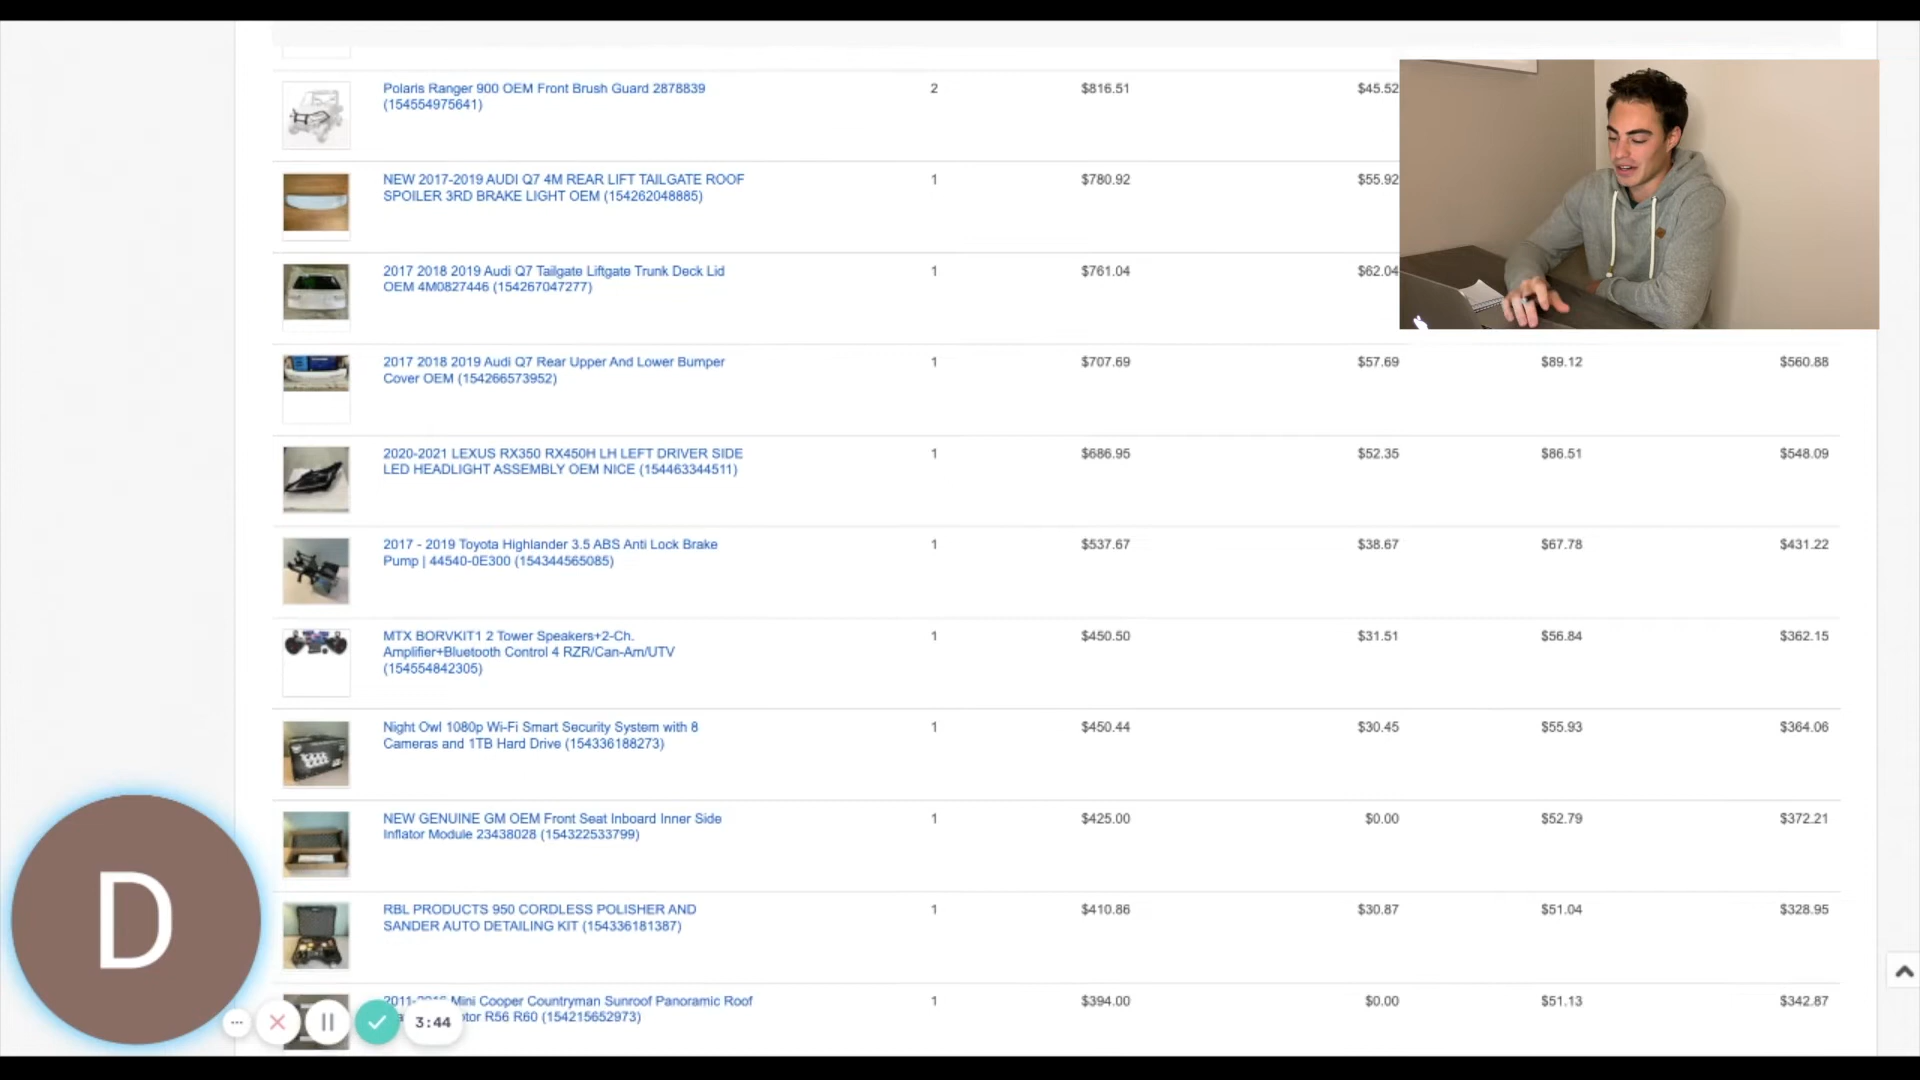 Polaris Ranger 900 OEM Front Brush Guard 2878839 2 $816.51 $45.52
(154554975641)
NEW 2017-2019 AUDI Q7 4M REAR LIFT TAILGATE ROOF 1 $780.92 $55.92
SPOILER 3RD BRAKE LIGHT OEM (154262048885)
2017 2018 2019 Audi Q7 Tailgate Liftgate Trunk Deck Lid 1 $761.04 $62.04
OEM 4M0827446 (154267047277)
2017 2018 2019 Audi Q7 Rear Upper And Lower Bumper 1 $707.69 $57.69 $89.12 $560.88
Cover OEM (154266573952)
2020-2021 LEXUS RX350 RX450H LH LEFT DRIVER SIDE 1 $686.95 $52.35 $86.51 $548.09
LED HEADLIGHT ASSEMBLY OEM NICE (154463344511)
2017 - 2019 Toyota Highlander 3.5 ABS Anti Lock Brake 1 $537.67 $38.67 $67.78 $431.22
Pump | 44540-0E300 (154344565085)
MTX BORVKIT1 2 Tower Speakers+2-Ch. 1 $450.50 $31.51 $56.84 $362.15
Amplifier+Bluetooth Control 4 RZR/Can-Am/UTV
(154554842305)
Night Owl 1080p Wi-Fi Smart Security System with 8 1 $450.44 $30.45 $55.93 $364.06
Cameras and 1TB Hard Drive (154336188273)
NEW GENUINE GM OEM Front Seat Inboard Inner Side 1 $425.00 $0.00 $52.79 $372.21
Inflator Module 23438028 (154322533799)
RBL PRODUCTS 950 CORDLESS POLISHER AND 1 $410.86 $30.87 $51.04 $328.95
SANDER AUTO DETAILING KIT (154336181387)
Mini Cooper Countryman Sunroof Panoramic Roof 1 $394.00 $0.00 $51.13 $342.87
R56 R60 (154215652973)
D
3:44